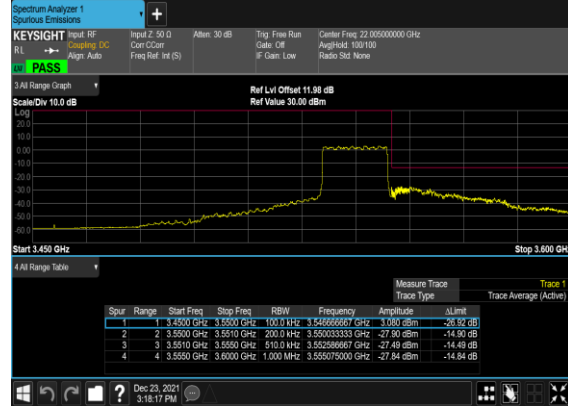 Spectrum Analyzer 1
Spurious Emissions
+
KEYSIGHT Input: RF Input Z: 50 Ω Atten: 30 dB Trig: Free Run Center Freq: 22.005000000 GHz
RL Coupling: DC Corr CCorr Gate: Off Avg|Hold: 100/100
Align: Auto Freq Ref: Int (S) IF Gain: Low Radio Std: None
PASS
3 All Range Graph
Ref Lvl Offset 11.98 dB
Scale/Div 10.0 dB Ref Value 30.00 dBm
Log
20.0
10.0
0.00
-10.0
-20.0
-30.0
-40.0
-50.0
-60.0
Start 3.450 GHz Stop 3.600 GH
4 All Range Table
Measure Trace Trace 1
Trace Type Trace Average (Active)
Spur Range Start Freq Stop Freq RBW Frequency Amplitude ΔLimit
1 1 3.4500 GHz 3.5500 GHz 100.0 kHz 3.546666667 GHz 3.080 dBm -26.92 dB
2 2 3.5500 GHz 3.5510 GHz 200.0 kHz 3.550033333 GHz -27.90 dBm -14.90 dB
3 3 3.5510 GHz 3.5550 GHz 510.0 kHz 3.552586667 GHz -27.49 dBm -14.49 dB
4 4 3.5550 GHz 3.6000 GHz 1.000 MHz 3.555075000 GHz -27.84 dBm -14.84 dB
? Dec 23, 2021
3:18:17 PM